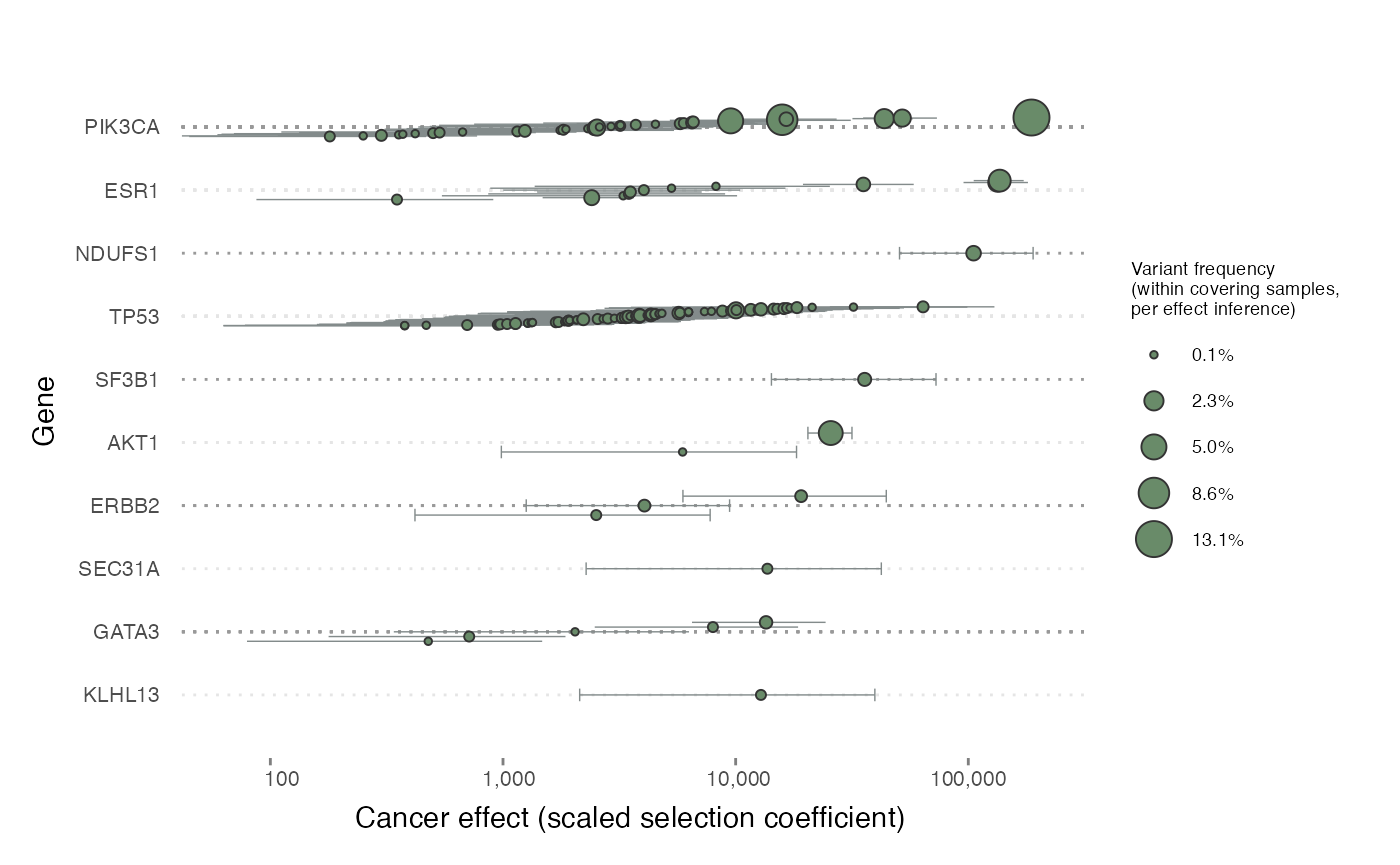 PIK3CA
ESR1
NDUFS1
TP53
SF3B1
AKT1
ERBB2
SEC31A
GATA3
KLHL13
Gene
100
1,000
10,000
100,000
Cancer effect (scaled selection coefficient)
Variant frequency
(within covering samples,
per effect inference)
0.1%
2.3%
5.0%
8.6%
13.1%